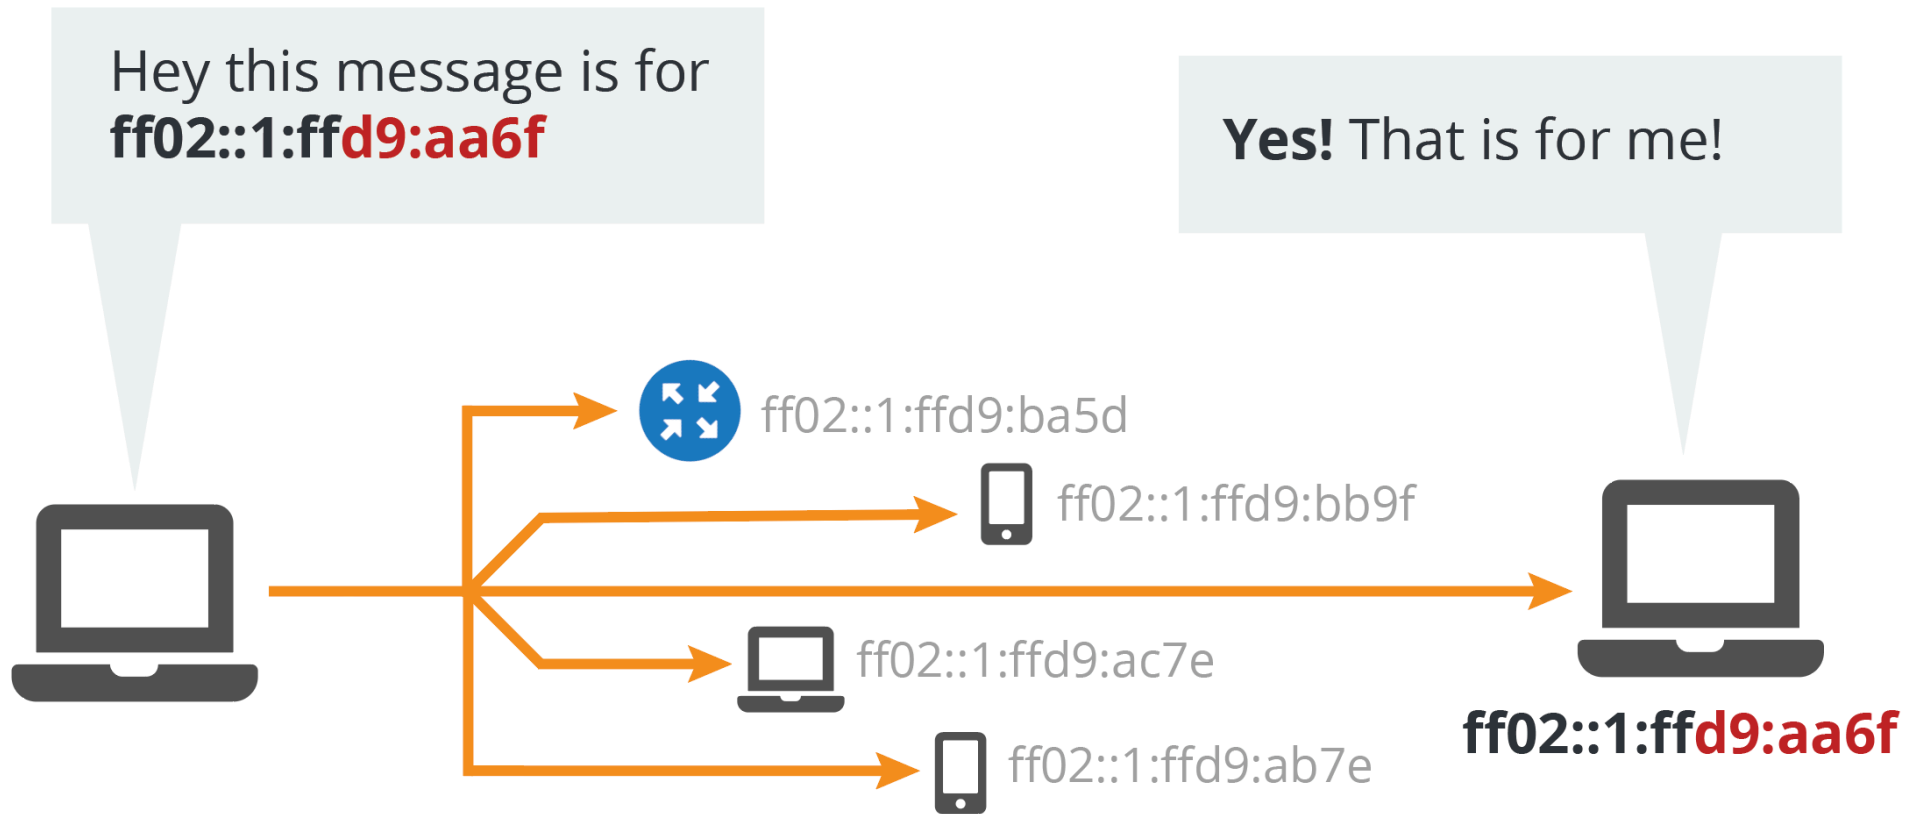 Hey this message is for
ff02::1:ffd9:aa6f
Yes! That is for me!
ff02::1:ffd9:ba5d
ff02::1:ffd9:bb9f
ff02::1:ffd9:ac7e
ff02::1:ffd9:aa6f
ff02::1:ffd9:ab7e